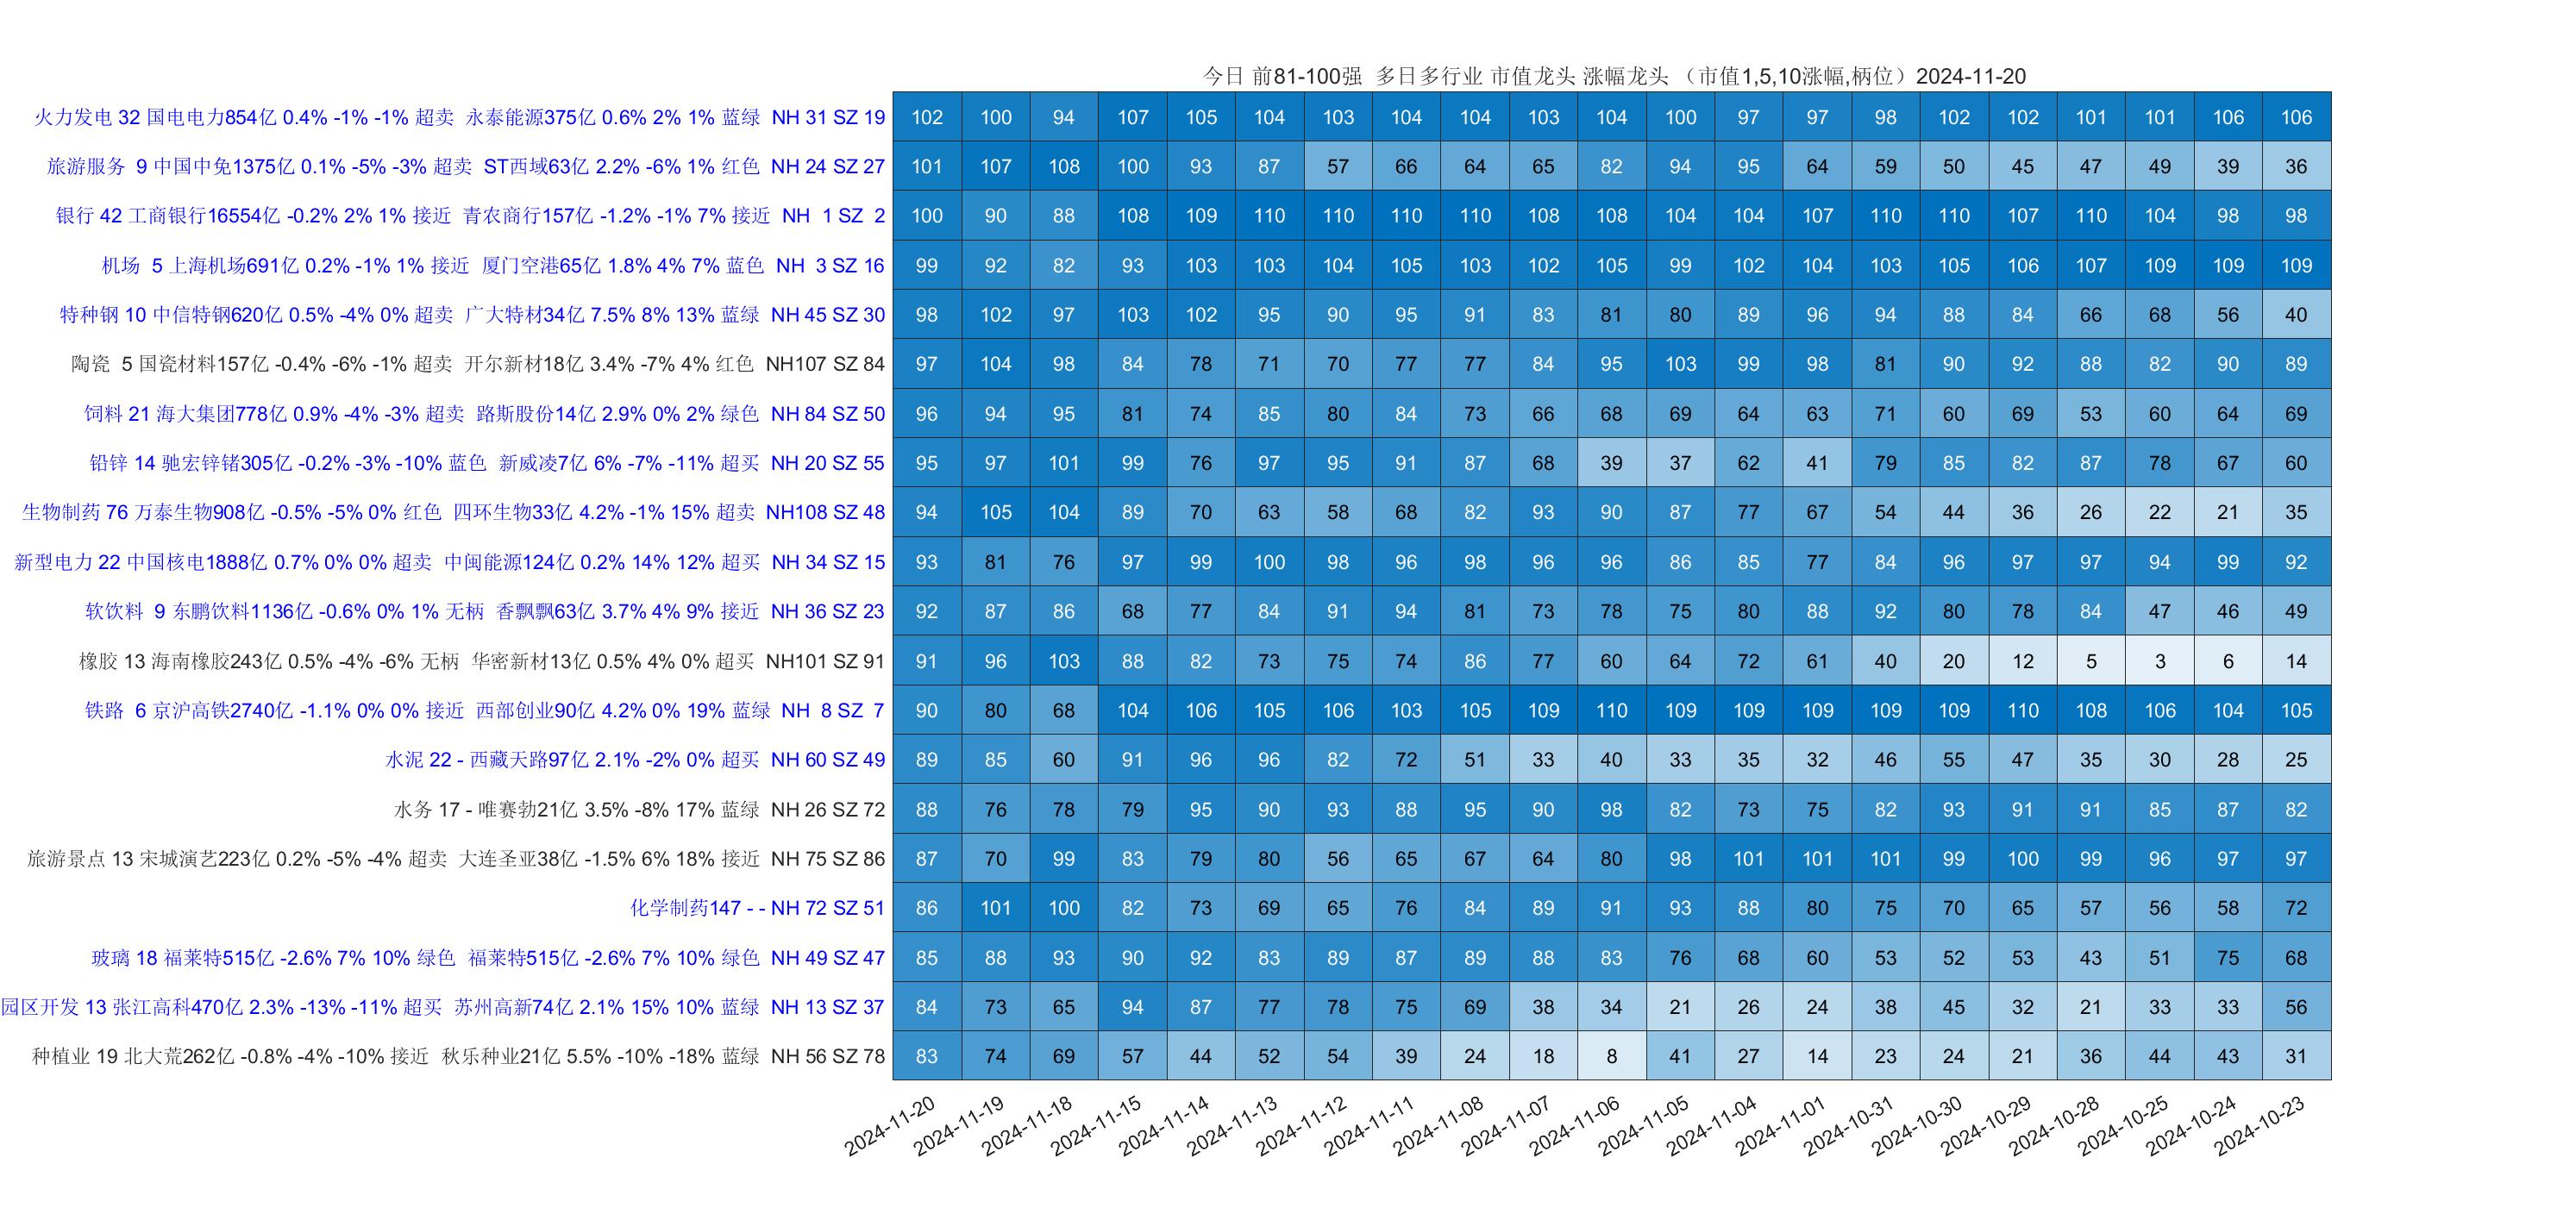 今日 前81-100强  多日多行业 市值龙头 涨幅龙头 （市值1,5,10涨幅,柄位）2024-11-20
火力发电 32 国电电力854亿 0.4% -1% -1% 超卖  永泰能源375亿 0.6% 2% 1% 蓝绿  NH 31 SZ 19 102 100 94 107 105 104 103 104 104 103 104 100 97 97 98 102 102 101 101 106 106
旅游服务  9 中国中免1375亿 0.1% -5% -3% 超卖  ST西域63亿 2.2% -6% 1% 红色  NH 24 SZ 27 101 107 108 100 93 87 57 66 64 65 82 94 95 64 59 50 45 47 49 39 36
银行 42 工商银行16554亿 -0.2% 2% 1% 接近  青农商行157亿 -1.2% -1% 7% 接近  NH  1 SZ  2 100 90 88 108 109 110 110 110 110 108 108 104 104 107 110 110 107 110 104 98 98
机场  5 上海机场691亿 0.2% -1% 1% 接近  厦门空港65亿 1.8% 4% 7% 蓝色  NH  3 SZ 16 99 92 82 93 103 103 104 105 103 102 105 99 102 104 103 105 106 107 109 109 109
特种钢 10 中信特钢620亿 0.5% -4% 0% 超卖  广大特材34亿 7.5% 8% 13% 蓝绿  NH 45 SZ 30 98 102 97 103 102 95 90 95 91 83 81 80 89 96 94 88 84 66 68 56 40
陶瓷  5 国瓷材料157亿 -0.4% -6% -1% 超卖  开尔新材18亿 3.4% -7% 4% 红色  NH107 SZ 84 97 104 98 84 78 71 70 77 77 84 95 103 99 98 81 90 92 88 82 90 89
饲料 21 海大集团778亿 0.9% -4% -3% 超卖  路斯股份14亿 2.9% 0% 2% 绿色  NH 84 SZ 50 96 94 95 81 74 85 80 84 73 66 68 69 64 63 71 60 69 53 60 64 69
铅锌 14 驰宏锌锗305亿 -0.2% -3% -10% 蓝色  新威凌7亿 6% -7% -11% 超买  NH 20 SZ 55 95 97 101 99 76 97 95 91 87 68 39 37 62 41 79 85 82 87 78 67 60
生物制药 76 万泰生物908亿 -0.5% -5% 0% 红色  四环生物33亿 4.2% -1% 15% 超卖  NH108 SZ 48 94 105 104 89 70 63 58 68 82 93 90 87 77 67 54 44 36 26 22 21 35
新型电力 22 中国核电1888亿 0.7% 0% 0% 超卖  中闽能源124亿 0.2% 14% 12% 超买  NH 34 SZ 15 93 81 76 97 99 100 98 96 98 96 96 86 85 77 84 96 97 97 94 99 92
软饮料  9 东鹏饮料1136亿 -0.6% 0% 1% 无柄  香飘飘63亿 3.7% 4% 9% 接近  NH 36 SZ 23 92 87 86 68 77 84 91 94 81 73 78 75 80 88 92 80 78 84 47 46 49
橡胶 13 海南橡胶243亿 0.5% -4% -6% 无柄  华密新材13亿 0.5% 4% 0% 超买  NH101 SZ 91 91 96 103 88 82 73 75 74 86 77 60 64 72 61 40 20 12 5 3 6 14
铁路  6 京沪高铁2740亿 -1.1% 0% 0% 接近  西部创业90亿 4.2% 0% 19% 蓝绿  NH  8 SZ  7 90 80 68 104 106 105 106 103 105 109 110 109 109 109 109 109 110 108 106 104 105
水泥 22 - 西藏天路97亿 2.1% -2% 0% 超买  NH 60 SZ 49 89 85 60 91 96 96 82 72 51 33 40 33 35 32 46 55 47 35 30 28 25
水务 17 - 唯赛勃21亿 3.5% -8% 17% 蓝绿  NH 26 SZ 72 88 76 78 79 95 90 93 88 95 90 98 82 73 75 82 93 91 91 85 87 82
旅游景点 13 宋城演艺223亿 0.2% -5% -4% 超卖  大连圣亚38亿 -1.5% 6% 18% 接近  NH 75 SZ 86 87 70 99 83 79 80 56 65 67 64 80 98 101 101 101 99 100 99 96 97 97
化学制药147 - - NH 72 SZ 51 86 101 100 82 73 69 65 76 84 89 91 93 88 80 75 70 65 57 56 58 72
玻璃 18 福莱特515亿 -2.6% 7% 10% 绿色  福莱特515亿 -2.6% 7% 10% 绿色  NH 49 SZ 47 85 88 93 90 92 83 89 87 89 88 83 76 68 60 53 52 53 43 51 75 68
园区开发 13 张江高科470亿 2.3% -13% -11% 超买  苏州高新74亿 2.1% 15% 10% 蓝绿  NH 13 SZ 37 84 73 65 94 87 77 78 75 69 38 34 21 26 24 38 45 32 21 33 33 56
种植业 19 北大荒262亿 -0.8% -4% -10% 接近  秋乐种业21亿 5.5% -10% -18% 蓝绿  NH 56 SZ 78 83 74 69 57 44 52 54 39 24 18 8 41 27 14 23 24 21 36 44 43 31
2024-11-20 2024-11-19 2024-11-18 2024-11-15 2024-11-14 2024-11-13 2024-11-12 2024-11-11 2024-11-08 2024-11-07 2024-11-06 2024-11-05 2024-11-04 2024-11-01 2024-10-31 2024-10-30 2024-10-29 2024-10-28 2024-10-25 2024-10-24 2024-10-23